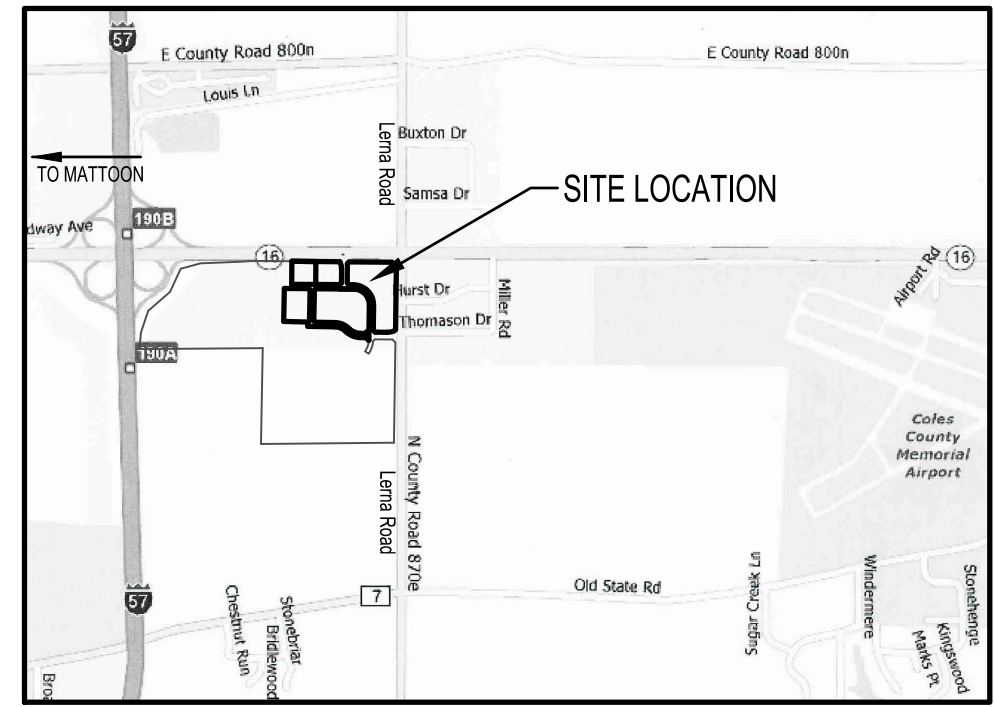 57
E County Road 800n
E County Road 800n
Louis Ln
Lerna Road
Buxton Dr
TO MATTOON
Samsa Dr
SITE LOCATION
190B
dway Ave
16
16
Airport Rd
Hurst Dr
Miller Rd
Thomason Dr
190A
Coles
County
Memorial
Airport
N County Road 870e
Lerna Road
Old State Rd
7
57
Chestnut Run
Stonebriar
Bridlewood
Sugar Creek Ln
Windermere
Stonehenge
Kingswood
Marks Pt
Broa